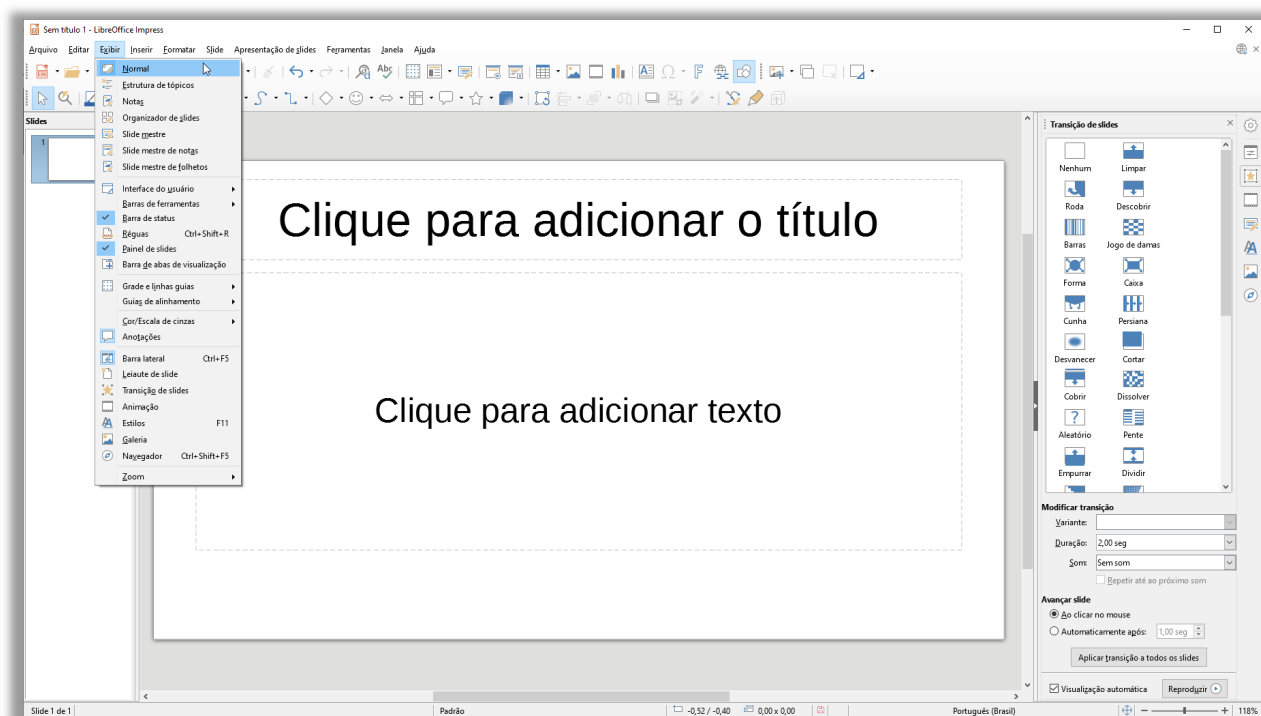 Sem título 1 - LibreOffice Impress
Arquivo Editar Exibir Inserir Formatar Slide Apresentação de slides Ferramentas Janela Ajuda
Normal
Estrutura de tópicos
Notas
Organizador de slides
Slide mestre
Slide mestre de notas
Slide mestre de folhetos
Interface do usuário
Barras de ferramentas
Barra de status
Réguas Ctrl+Shift+R
Painel de slides
Barra de abas de visualização
Grade e linhas guias
Guias de alinhamento
Cor/Escala de cinzas
Anotações
Barra lateral Ctrl+F5
Leiaute de slide
Transição de slides
Animação
Estilos F11
Galeria
Navegador Ctrl+Shift+F5
Zoom
Slides
1
Clique para adicionar o título
Clique para adicionar texto
Transição de slides
Nenhum Limpar
Roda Descobrir
Barras Jogo de damas
Forma Caixa
Cunha Persiana
Desvanecer Cortar
Cobrir Dissolver
Aleatório Pente
Empurrar Dividir
Modificar transição
Variante:
Duração: 2,00 seg
Som: Sem som
Repetir até ao próximo som
Avançar slide
Ao clicar no mouse
Automaticamente após: 1,00 seg
Aplicar transição a todos os slides
Visualização automática Reproduzir
Slide 1 de 1 Padrão -0,52 / -0,40 0,00 x 0,00 Português (Brasil) 118%